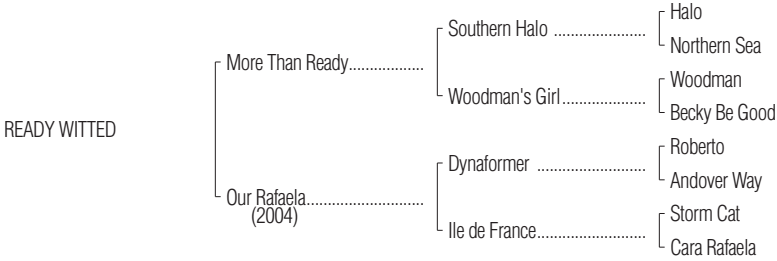 Halo
Southern Halo ......................
Northern Sea
More Than Ready..................
Woodman
Woodman's Girl....................
Becky Be Good
READY WITTED
Roberto
Dynaformer ..........................
Andover Way
Our Rafaela............................
(2004)
Storm Cat
Ile de France..........................
Cara Rafaela